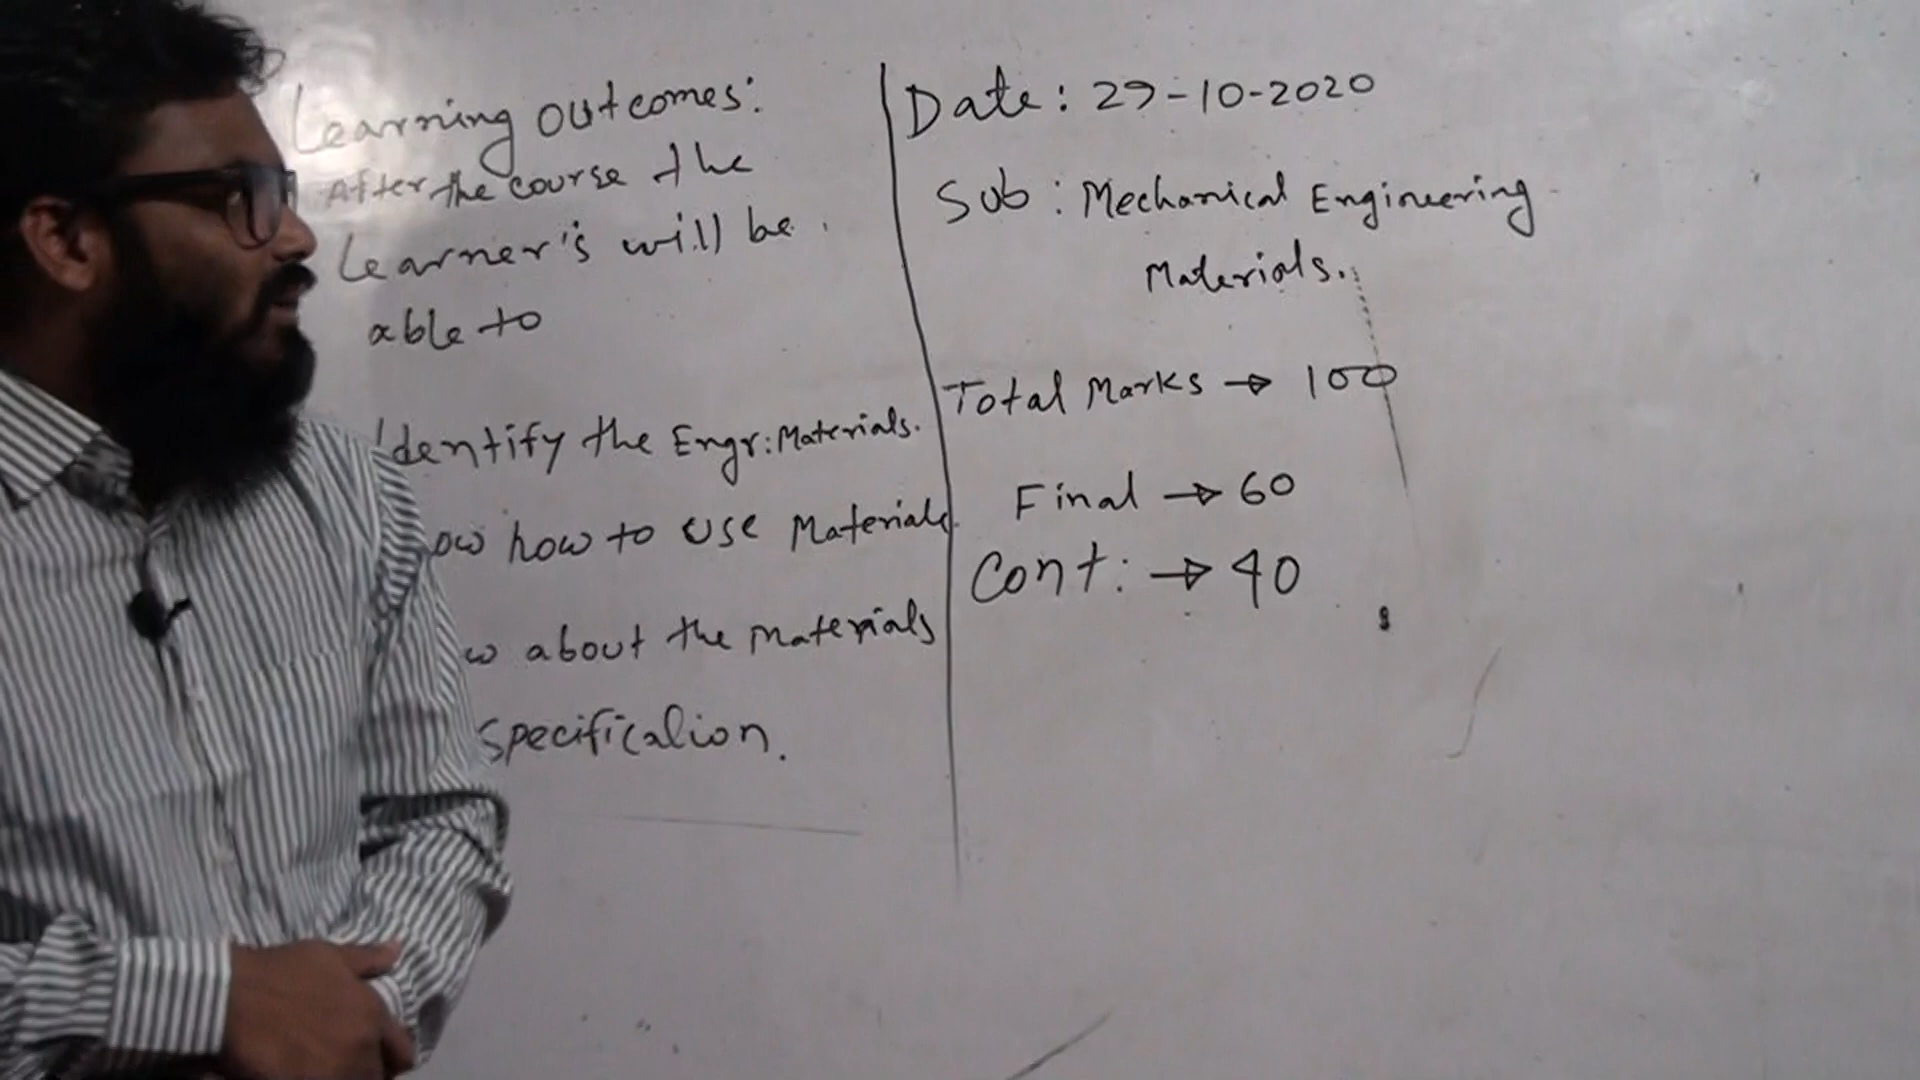 Learning outcomes:
After the course the
Learner's will be
able to
Identify the Engr: Materials.
ow how to use Materials
w about the Materials
specification.
Date: 29-10-2020
Sub: Mechanical Engineering
Materials.
Total Marks → 100
Final → 60
Cont: → 40